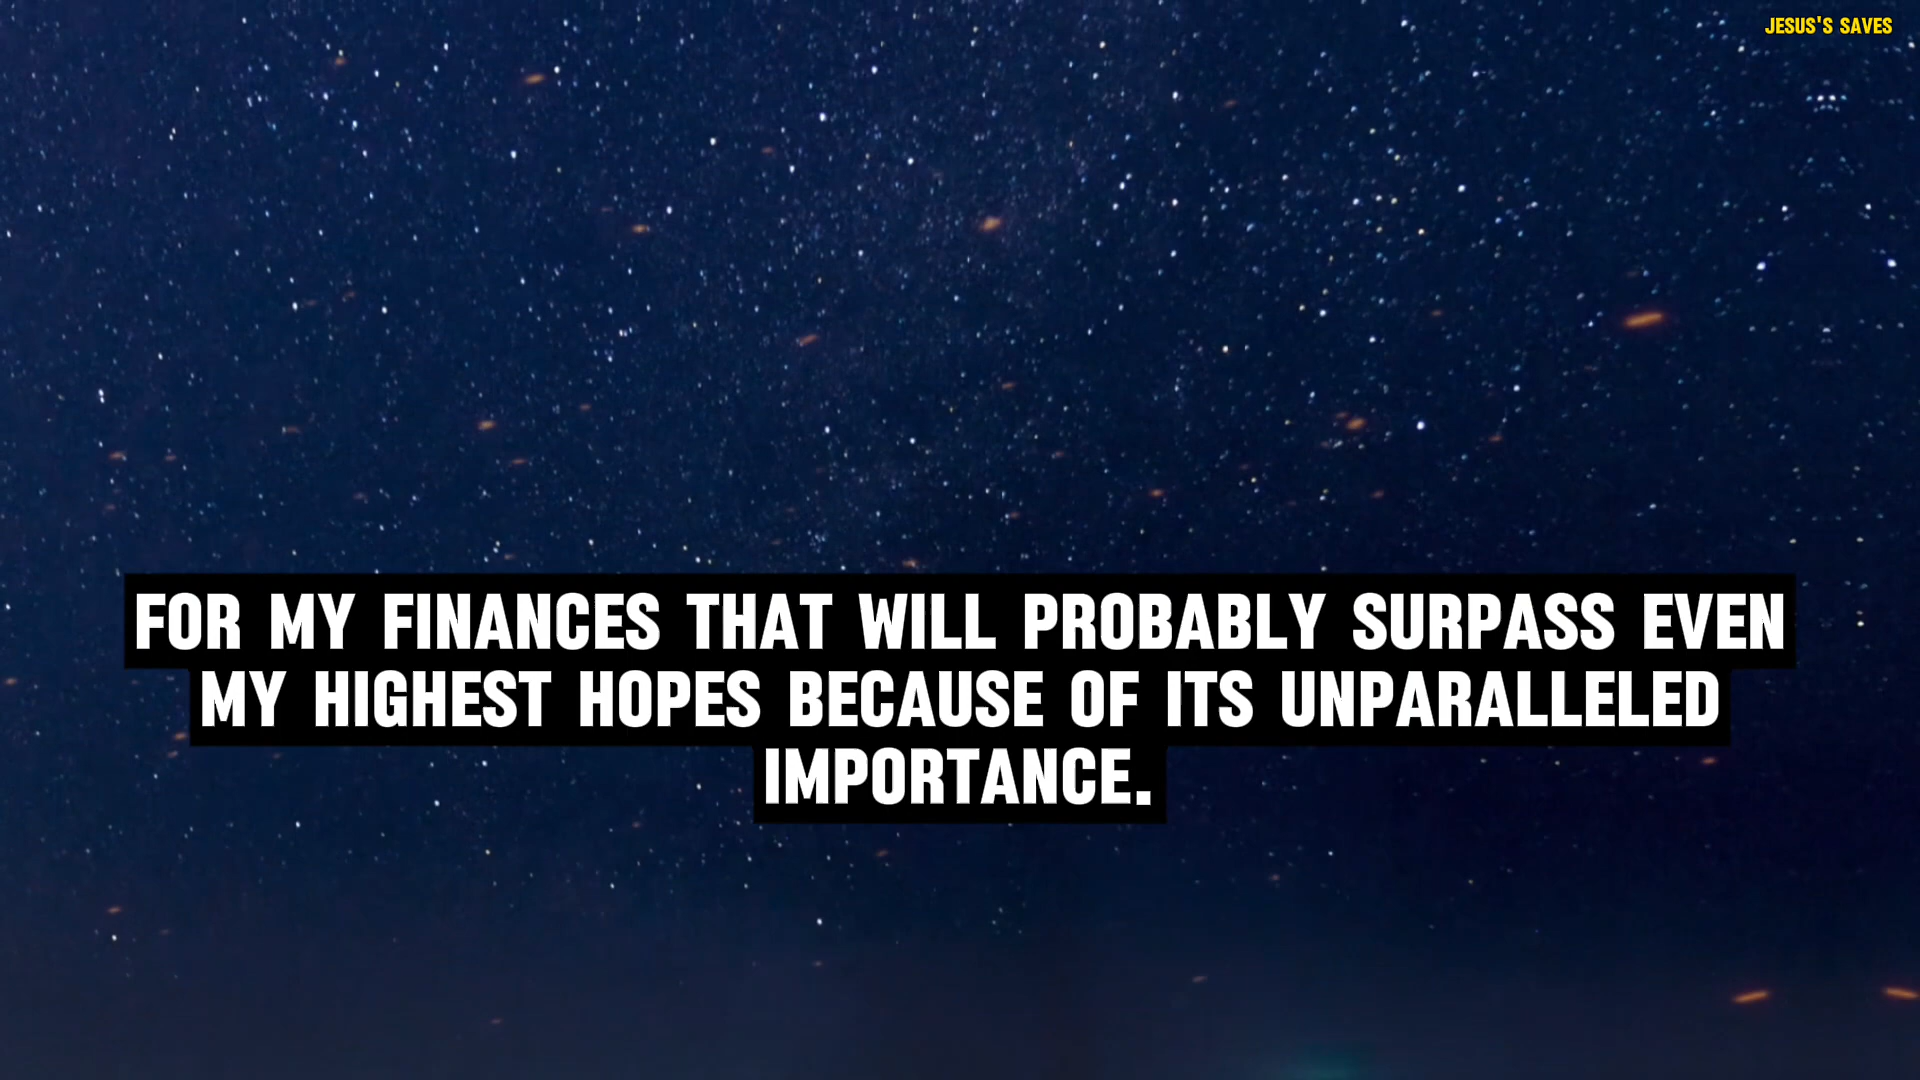 JESUS'S SAVES
FOR MY FINANCES THAT WILL PROBABLY SURPASS EVEN
MY HIGHEST HOPES BECAUSE OF ITS UNPARALLELED
IMPORTANCE.